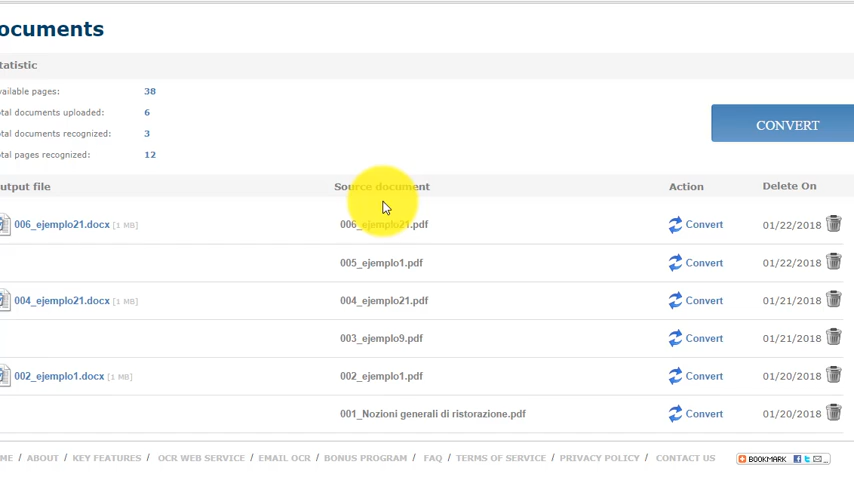 ocuments
tatistic
vailable pages: 38
otal documents uploaded: 6
otal documents recognized: 3
otal pages recognized: 12
CONVERT
utput file Source document Action Delete On
006_ejemplo21.docx [1 MB] 006_ejemplo21.pdf Convert 01/22/2018
005_ejemplo1.pdf Convert 01/22/2018
004_ejemplo21.docx [1 MB] 004_ejemplo21.pdf Convert 01/21/2018
003_ejemplo9.pdf Convert 01/21/2018
002_ejemplo1.docx [1 MB] 002_ejemplo1.pdf Convert 01/20/2018
001_Nozioni generali di ristorazione.pdf Convert 01/20/2018
ME / ABOUT / KEY FEATURES / OCR WEB SERVICE / EMAIL OCR / BONUS PROGRAM / FAQ / TERMS OF SERVICE / PRIVACY POLICY / CONTACT US BOOKMARK